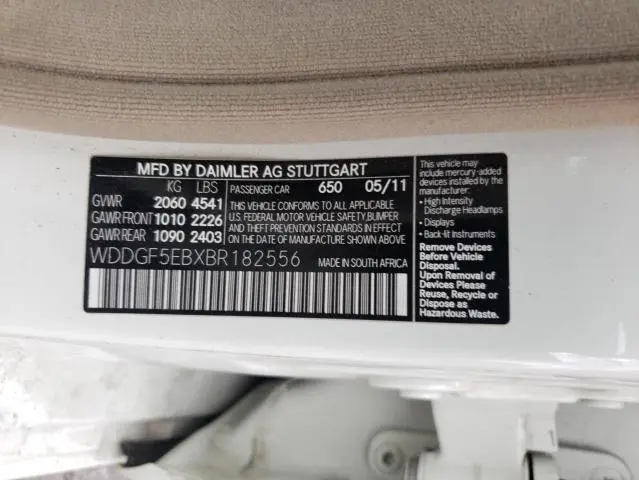 MFD BY DAIMLER AG STUTTGART
KG LBS PASSENGER CAR 650 05/11
GVWR 2060 4541 THIS VEHICLE CONFORMS TO ALL APPLICABLE
GAWR FRONT 1010 2226 U.S. FEDERAL MOTOR VEHICLE SAFETY, BUMPER
AND THEFT PREVENTION STANDARDS IN EFFECT
GAWR REAR 1090 2403 ON THE DATE OF MANUFACTURE SHOWN ABOVE
WDDGF5EBXBR182556 MADE IN SOUTH AFRICA
This vehicle may
include mercury-added
devices installed by the
manufacturer:
• High Intensity
Discharge Headlamps
• Displays
• Back-lit Instruments
Remove Devices
Before Vehicle
Disposal.
Upon Removal of
Devices Please
Reuse, Recycle or
Dispose as
Hazardous Waste.